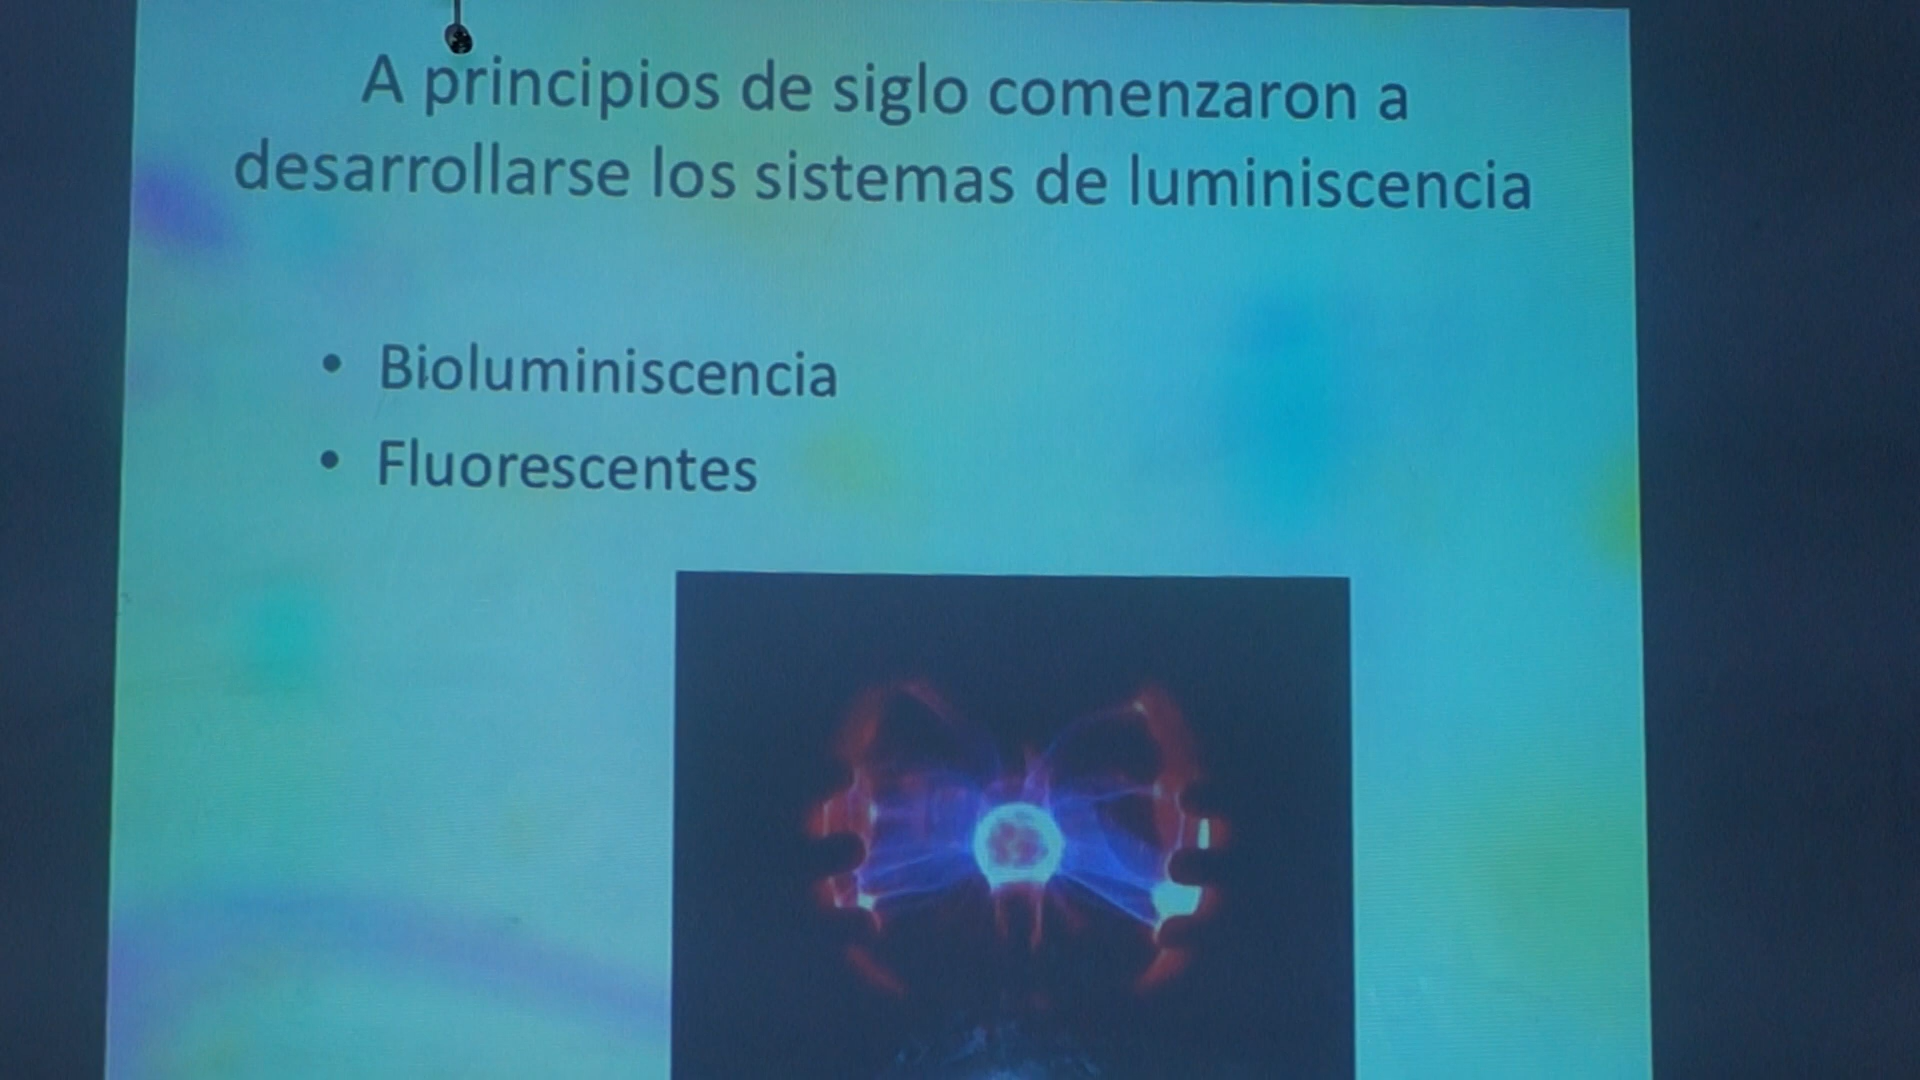 A principios de siglo comenzaron a
desarrollarse los sistemas de luminiscencia
• Bioluminiscencia
• Fluorescentes